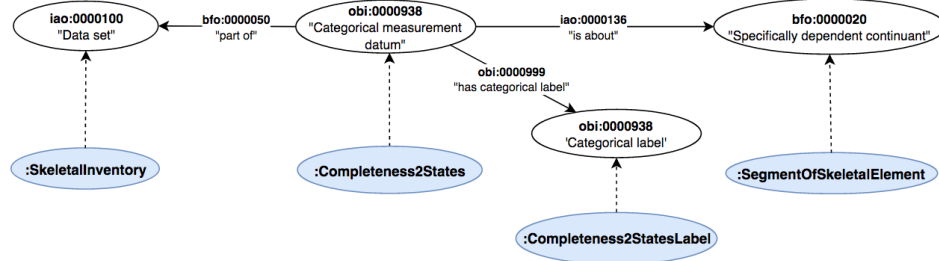 iao:0000100
"Data set"
bfo:0000050
"part of"
obi:0000938
"Categorical measurement
datum"
iao:0000136
"is about"
bfo:0000020
"Specifically dependent continuant"
obi:0000999
"has categorical label"
obi:0000938
'Categorical label'
:SkeletalInventory
:Completeness2States
:SegmentOfSkeletalElement
:Completeness2StatesLabel